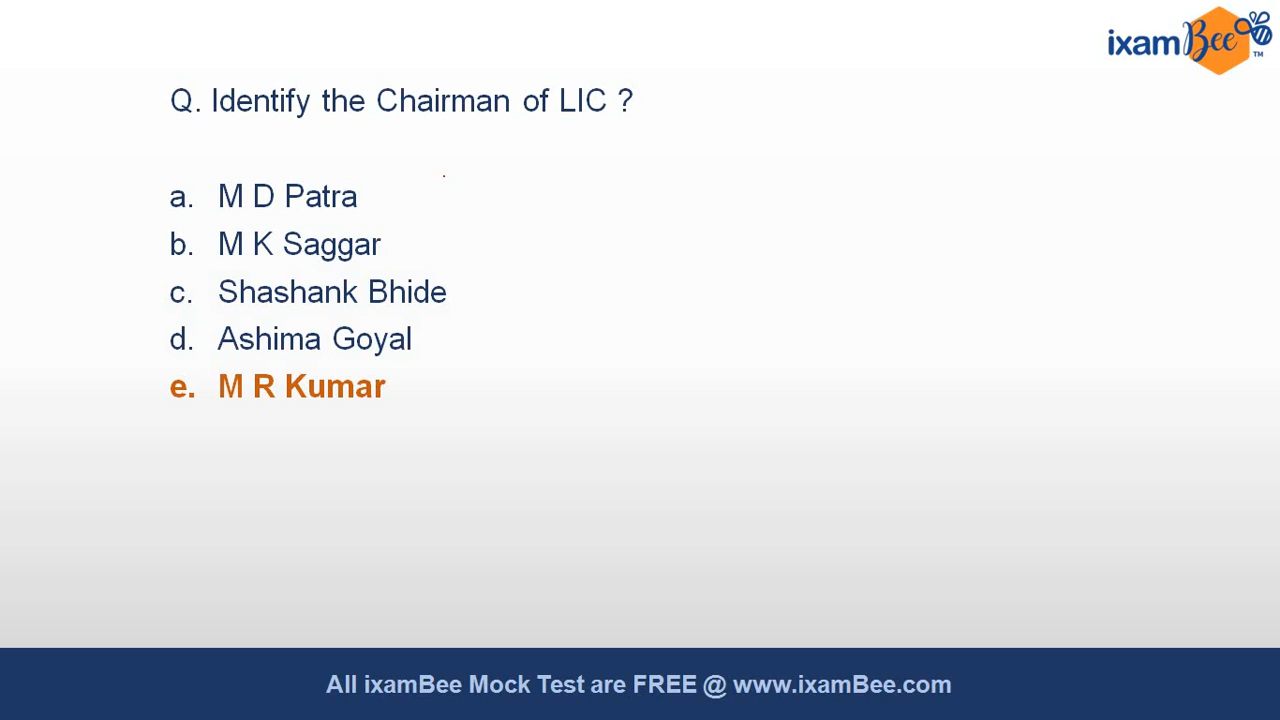 ixamBee
TM
Q. Identify the Chairman of LIC ?
a. M D Patra
b. M K Saggar
c. Shashank Bhide
d. Ashima Goyal
e. M R Kumar
All ixamBee Mock Test are FREE @ www.ixamBee.com